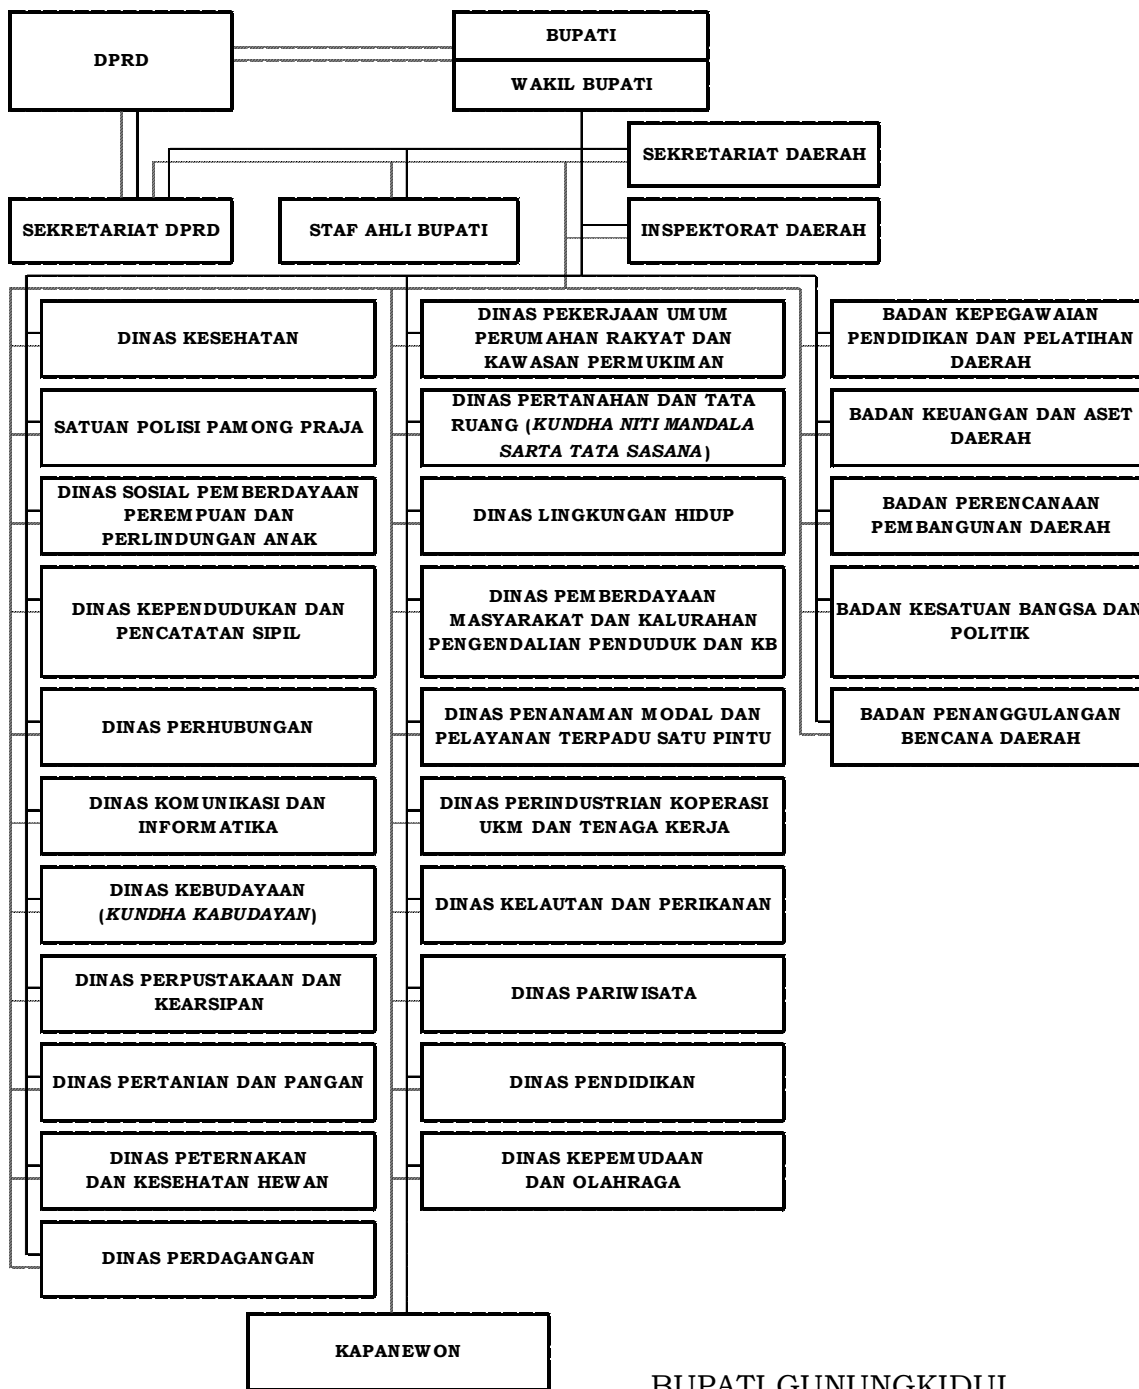 DPRD
BUPATI
WAKIL BUPATI
SEKRETARIAT DAERAH
SEKRETARIAT DPRD
STAF AHLI BUPATI
INSPEKTORAT DAERAH
DINAS KESEHATAN
SATUAN POLISI PAMONG PRAJA
DINAS SOSIAL PEMBERDAYAAN
PEREMPUAN DAN
PERLINDUNGAN ANAK
DINAS KEPENDUDUKAN DAN
PENCATATAN SIPIL
DINAS PERHUBUNGAN
DINAS KOMUNIKASI DAN
INFORMATIKA
DINAS KEBUDAYAAN
(KUNDHA KABUDAYAN)
DINAS PERPUSTAKAAN DAN
KEARSIPAN
DINAS PERTANIAN DAN PANGAN
DINAS PETERNAKAN
DAN KESEHATAN HEWAN
DINAS PERDAGANGAN
DINAS PEKERJAAN UMUM
PERUMAHAN RAKYAT DAN
KAWASAN PERMUKIMAN
DINAS PERTANAHAN DAN TATA
RUANG (KUNDHA NITI MANDALA
SARTA TATA SASANA)
DINAS LINGKUNGAN HIDUP
DINAS PEMBERDAYAAN
MASYARAKAT DAN KALURAHAN
PENGENDALIAN PENDUDUK DAN KB
DINAS PENANAMAN MODAL DAN
PELAYANAN TERPADU SATU PINTU
DINAS PERINDUSTRIAN KOPERASI
UKM DAN TENAGA KERJA
DINAS KELAUTAN DAN PERIKANAN
DINAS PARIWISATA
DINAS PENDIDIKAN
DINAS KEPEMUDAAN
DAN OLAHRAGA
BADAN KEPEGAWAIAN
PENDIDIKAN DAN PELATIHAN
DAERAH
BADAN KEUANGAN DAN ASET
DAERAH
BADAN PERENCANAAN
PEMBANGUNAN DAERAH
BADAN KESATUAN BANGSA DAN
POLITIK
BADAN PENANGGULANGAN
BENCANA DAERAH
KAPANEWON
BUPATI GUNUNGKIDUL